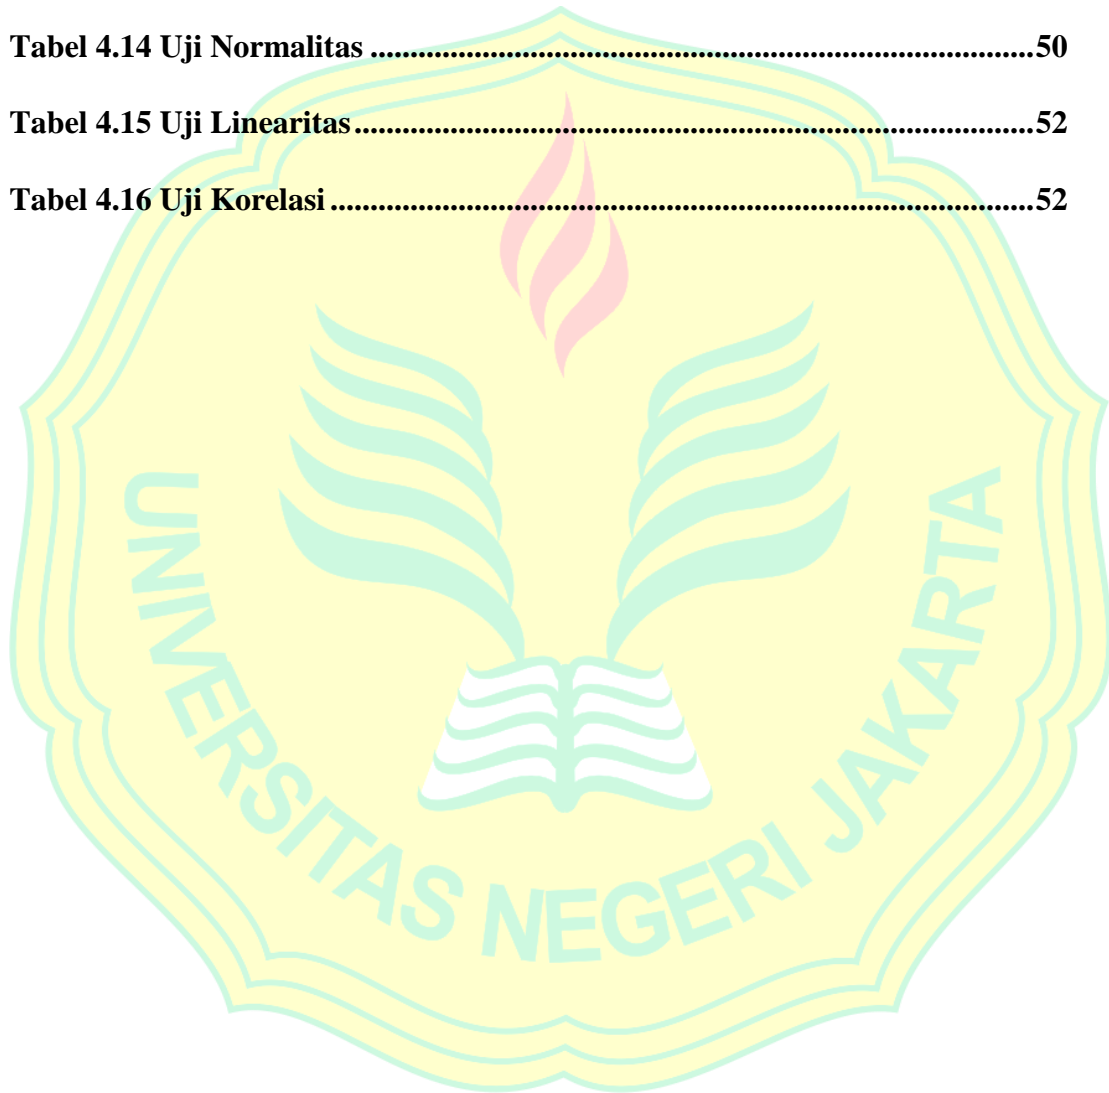 Tabel 4.14 Uji Normalitas ....................................................................................50
Tabel 4.15 Uji Linearitas......................................................................................52
Tabel 4.16 Uji Korelasi .........................................................................................52
UNIVERSITAS NEGERI JAKARTA